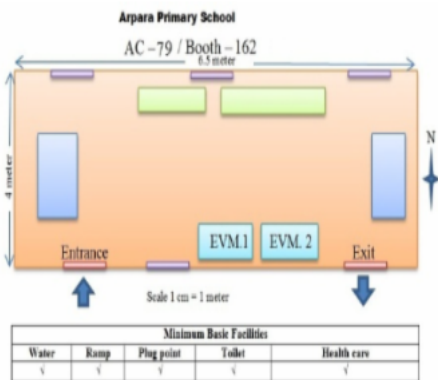 Arpara Primary School
AC - 79 / Booth - 162
6.5 meter
4 meter
N
EVM.1
EVM. 2
Entrance
Exit
Scale 1 cm = 1 meter
Minimum Basic Facilities
Water Ramp Plug point Toilet Health care
√ √ √ √ √